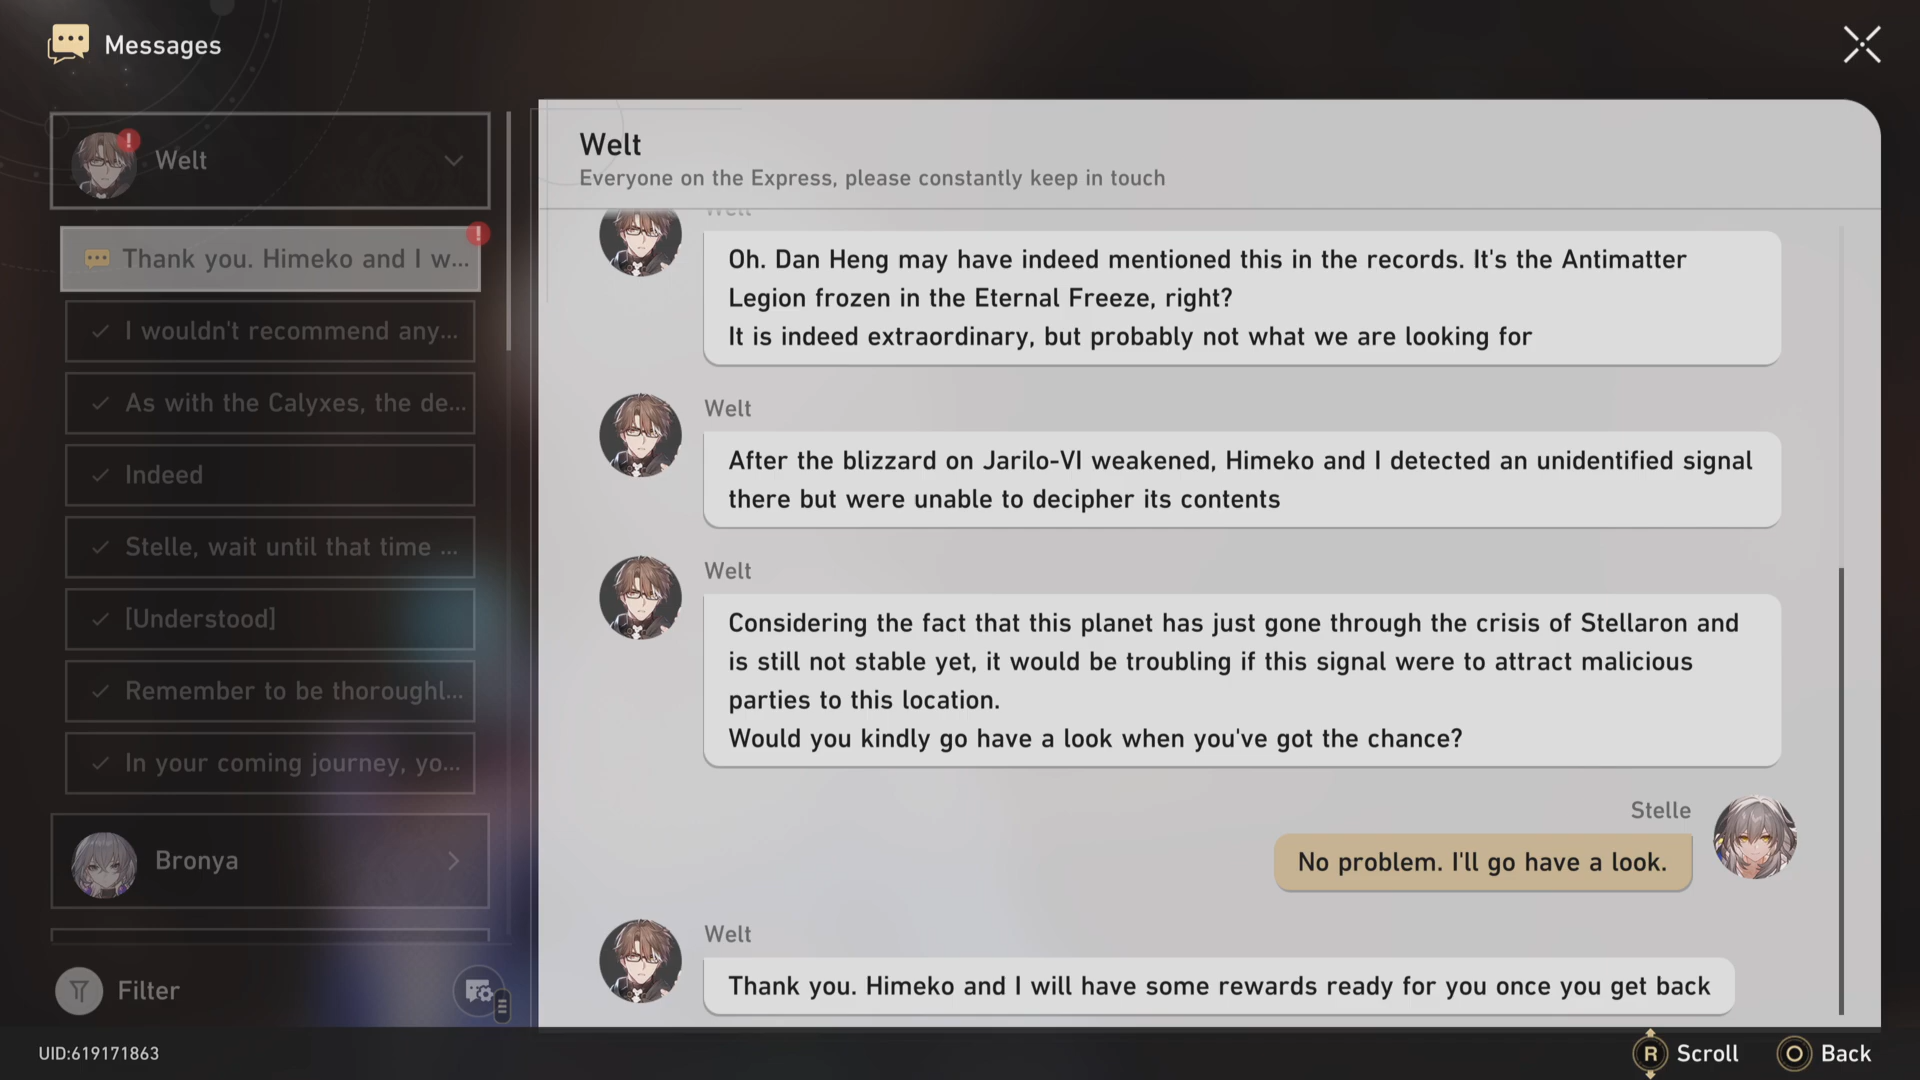 Messages
Welt
Thank you. Himeko and I w...
I wouldn't recommend any...
As with the Calyxes, the de...
Indeed
Stelle, wait until that time ...
[Understood]
Remember to be thoroughl...
In your coming journey, yo...
Bronya
Filter
Welt
Everyone on the Express, please constantly keep in touch
Welt
Oh. Dan Heng may have indeed mentioned this in the records. It's the Antimatter
Legion frozen in the Eternal Freeze, right?
It is indeed extraordinary, but probably not what we are looking for
Welt
After the blizzard on Jarilo-VI weakened, Himeko and I detected an unidentified signal
there but were unable to decipher its contents
Welt
Considering the fact that this planet has just gone through the crisis of Stellaron and
is still not stable yet, it would be troubling if this signal were to attract malicious
parties to this location.
Would you kindly go have a look when you've got the chance?
Stelle
No problem. I'll go have a look.
Welt
Thank you. Himeko and I will have some rewards ready for you once you get back
UID:619171863
R Scroll
Back